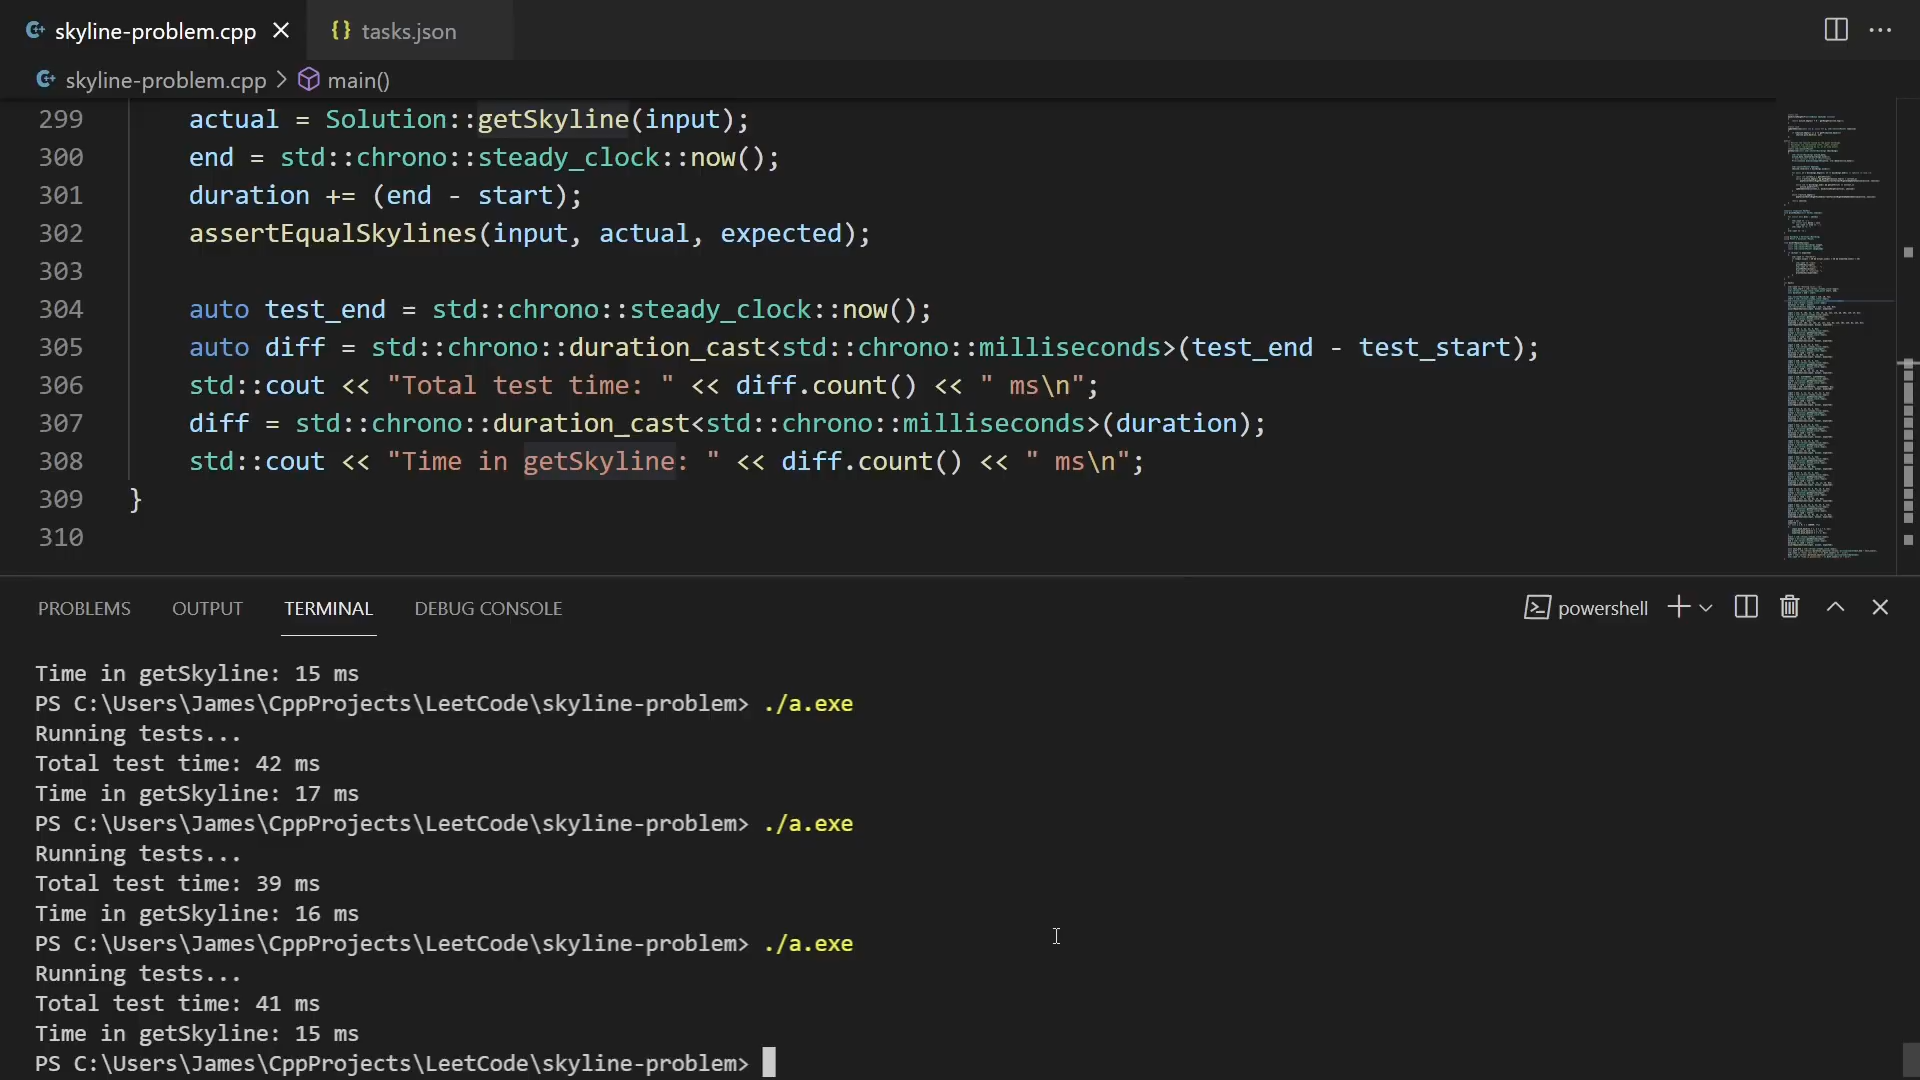 skyline-problem.cpp
tasks.json
skyline-problem.cpp > main()
299 actual = Solution::getSkyline(input);
300 end = std::chrono::steady_clock::now();
301 duration += (end - start);
302 assertEqualSkylines(input, actual, expected);
303
304 auto test_end = std::chrono::steady_clock::now();
305 auto diff = std::chrono::duration_cast<std::chrono::milliseconds>(test_end - test_start);
306 std::cout << "Total test time: " << diff.count() << " ms\n";
307 diff = std::chrono::duration_cast<std::chrono::milliseconds>(duration);
308 std::cout << "Time in getSkyline: " << diff.count() << " ms\n";
309 }
310
PROBLEMS OUTPUT TERMINAL DEBUG CONSOLE powershell
Time in getSkyline: 15 ms
PS C:\Users\James\CppProjects\LeetCode\skyline-problem> ./a.exe
Running tests...
Total test time: 42 ms
Time in getSkyline: 17 ms
PS C:\Users\James\CppProjects\LeetCode\skyline-problem> ./a.exe
Running tests...
Total test time: 39 ms
Time in getSkyline: 16 ms
PS C:\Users\James\CppProjects\LeetCode\skyline-problem> ./a.exe
Running tests...
Total test time: 41 ms
Time in getSkyline: 15 ms
PS C:\Users\James\CppProjects\LeetCode\skyline-problem>